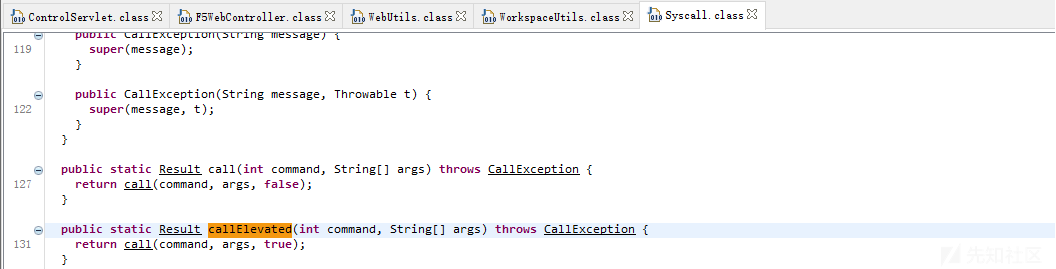 ControlServlet.class F5WebController.class WebUtils.class WorkspaceUtils.class Syscall.class
public CallException(String message) {
119 super(message);
}
public CallException(String message, Throwable t) {
122 super(message, t);
}
}
public static Result call(int command, String[] args) throws CallException {
127 return call(command, args, false);
}
public static Result callElevated(int command, String[] args) throws CallException {
131 return call(command, args, true);
}
先知社区